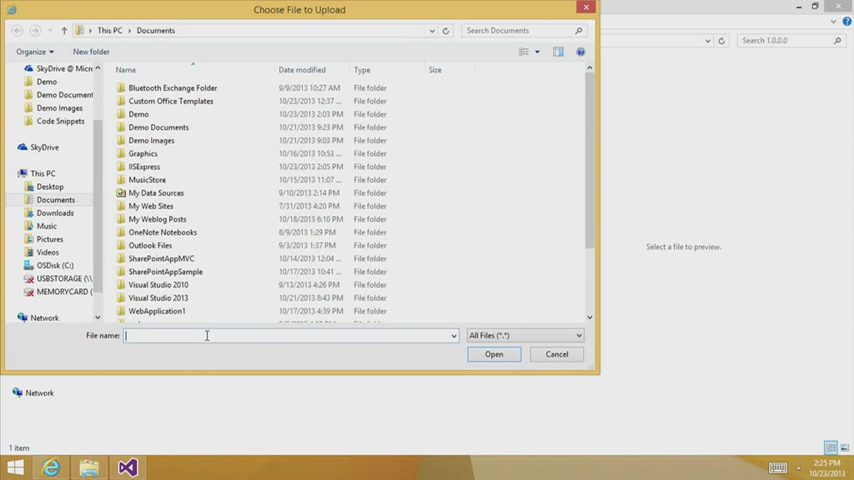 Choose File to Upload
This PC Documents Search Documents
Search 1.0.0.0
Organize New folder
Name Date modified Type Size
SkyDrive @ Micr
Demo
Demo Document
Demo Images
Code Snippets
SkyDrive
This PC
Desktop
Documents
Downloads
Music
Pictures
Videos
OSDisk (C:)
USBSTORAGE (\\
MEMORYCARD (\\
Network
Bluetooth Exchange Folder 9/9/2013 10:27 AM File folder
Custom Office Templates 10/23/2013 12:37 ... File folder
Demo 10/23/2013 2:03 PM File folder
Demo Documents 10/21/2013 9:23 PM File folder
Demo Images 10/21/2013 9:03 PM File folder
Graphics 10/16/2013 10:53 ... File folder
IISExpress 10/23/2013 2:05 PM File folder
MusicStore 10/15/2013 11:07 ... File folder
My Data Sources 9/10/2013 2:14 PM File folder
My Web Sites 7/31/2013 4:20 PM File folder
My Weblog Posts 10/18/2013 6:10 PM File folder
OneNote Notebooks 8/9/2013 1:29 PM File folder
Outlook Files 9/3/2013 1:37 PM File folder
SharePointAppMVC 10/14/2013 12:04 ... File folder
SharePointAppSample 10/17/2013 10:41 ... File folder
Visual Studio 2010 9/13/2013 4:26 PM File folder
Visual Studio 2013 10/21/2013 8:43 PM File folder
WebApplication1 10/17/2013 4:39 PM File folder
Select a file to preview.
File name: All Files (*.*)
Open Cancel
Network
1 item
2:25 PM
10/23/2013